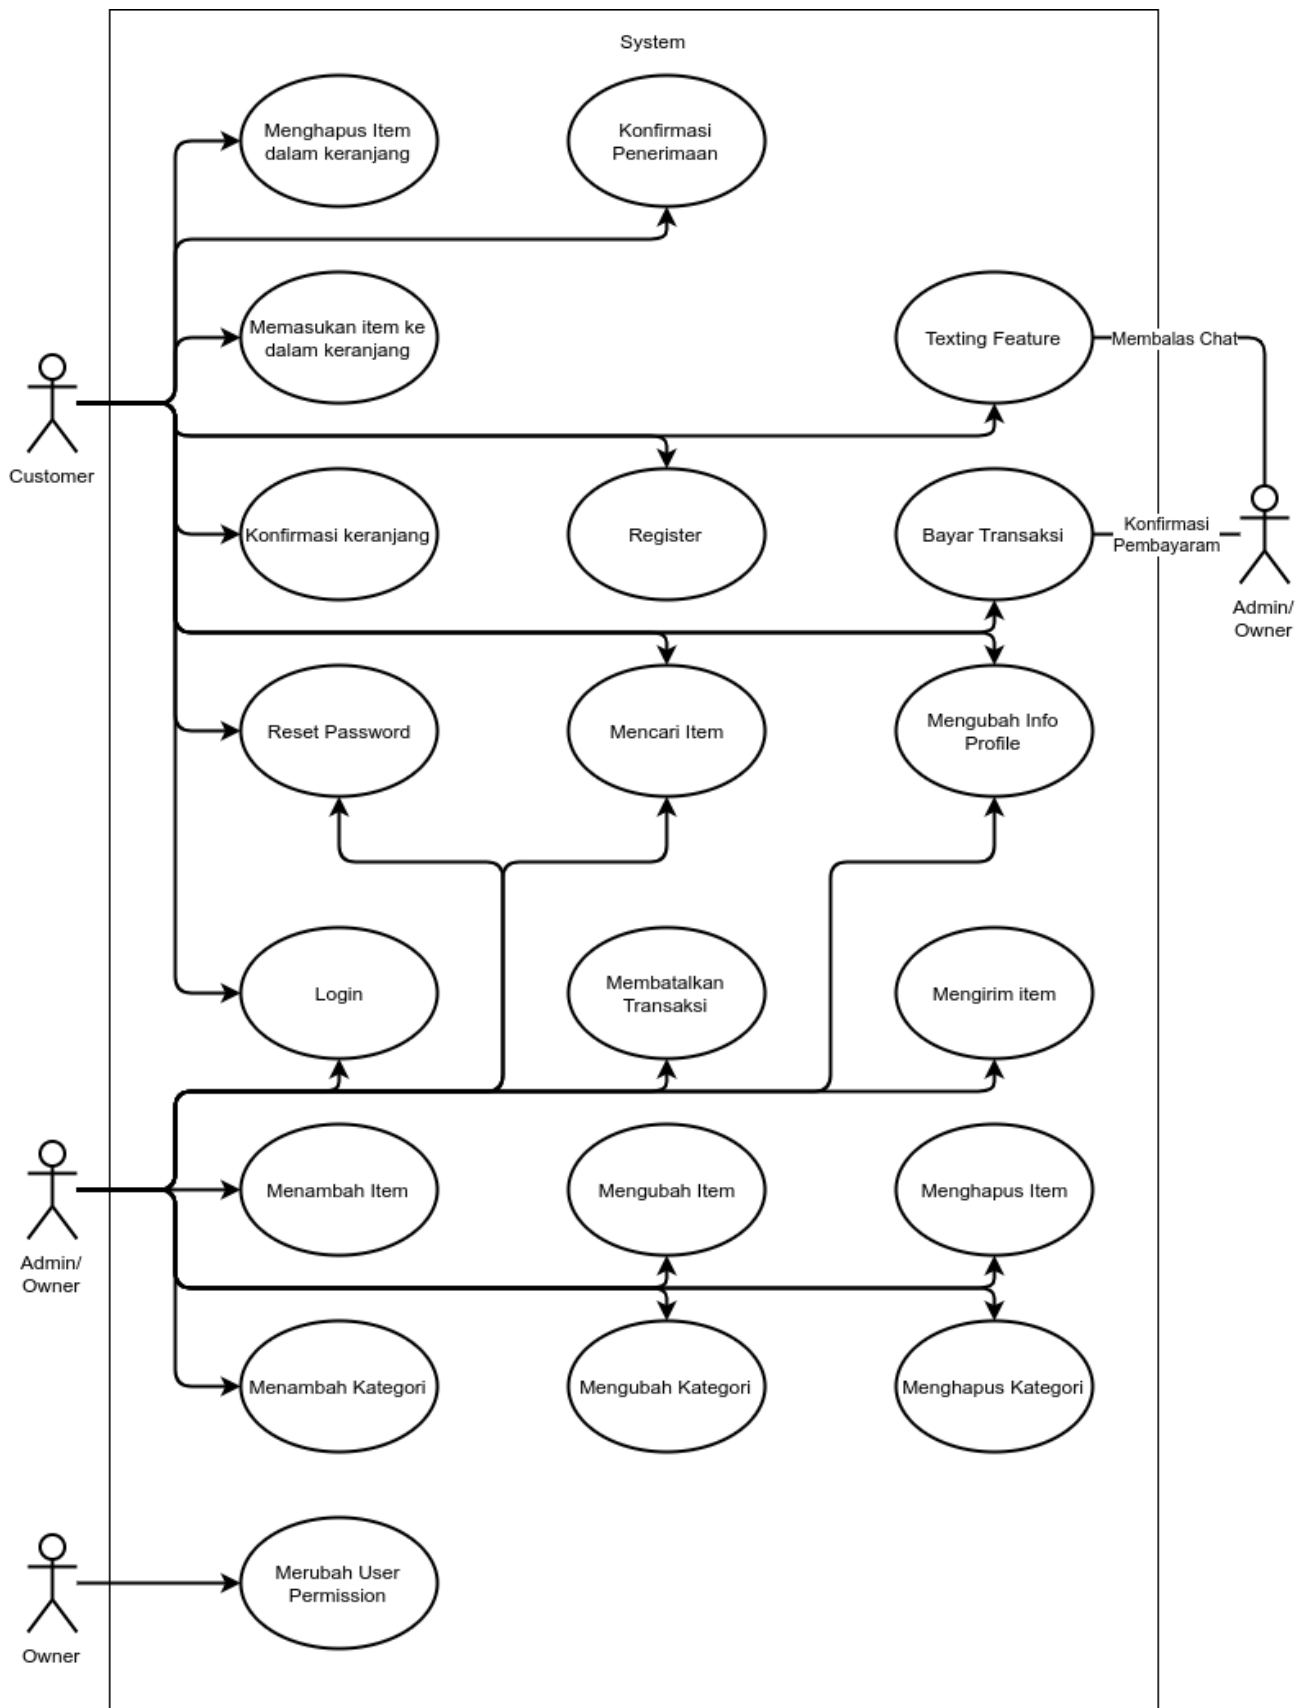 System
Menghapus Item
dalam keranjang
Konfirmasi
Penerimaan
Memasukan item ke
dalam keranjang
Texting Feature
Membalas Chat
Customer
Konfirmasi keranjang
Register
Bayar Transaksi
Konfirmasi
Pembayaram
Admin/
Owner
Reset Password
Mencari Item
Mengubah Info
Profile
Login
Membatalkan
Transaksi
Mengirim item
Admin/
Owner
Menambah Item
Mengubah Item
Menghapus Item
Menambah Kategori
Mengubah Kategori
Menghapus Kategori
Owner
Merubah User
Permission